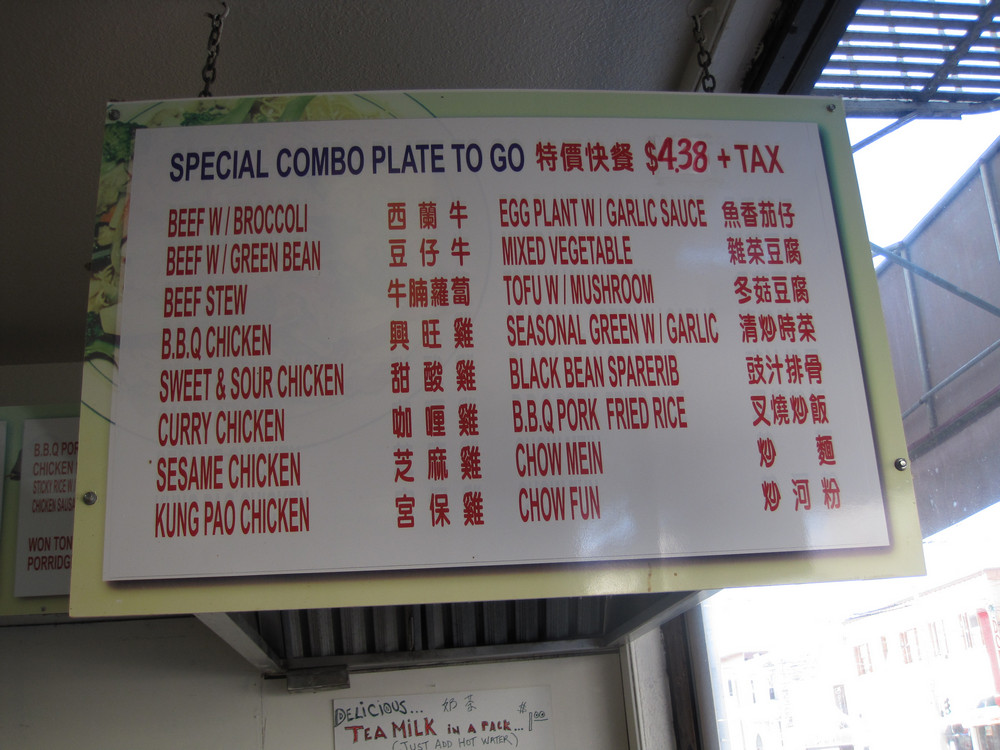 SPECIAL COMBO PLATE TO GO 特價快餐 $4.38 + TAX
BEEF W / BROCCOLI 西蘭牛
BEEF W / GREEN BEAN 豆仔牛
BEEF STEW 牛腩蘿蔔
B.B.Q CHICKEN 興旺雞
SWEET & SOUR CHICKEN 甜酸雞
CURRY CHICKEN 咖喱雞
SESAME CHICKEN 芝麻雞
KUNG PAO CHICKEN 宮保雞
EGG PLANT W / GARLIC SAUCE 魚香茄仔
MIXED VEGETABLE 雜菜豆腐
TOFU W / MUSHROOM 冬菇豆腐
SEASONAL GREEN W / GARLIC 清炒時菜
BLACK BEAN SPARERIB 豉汁排骨
B.B.Q PORK FRIED RICE 叉燒炒飯
CHOW MEIN 炒麵
CHOW FUN 炒河粉
B.B.Q POR
CHICKEN
STICKY RICE W
CHICKEN SAUSA
WON TON
PORRIDG
DELICIOUS... 奶茶
TEA MILK IN A PACK... $1.00
(JUST ADD HOT WATER)